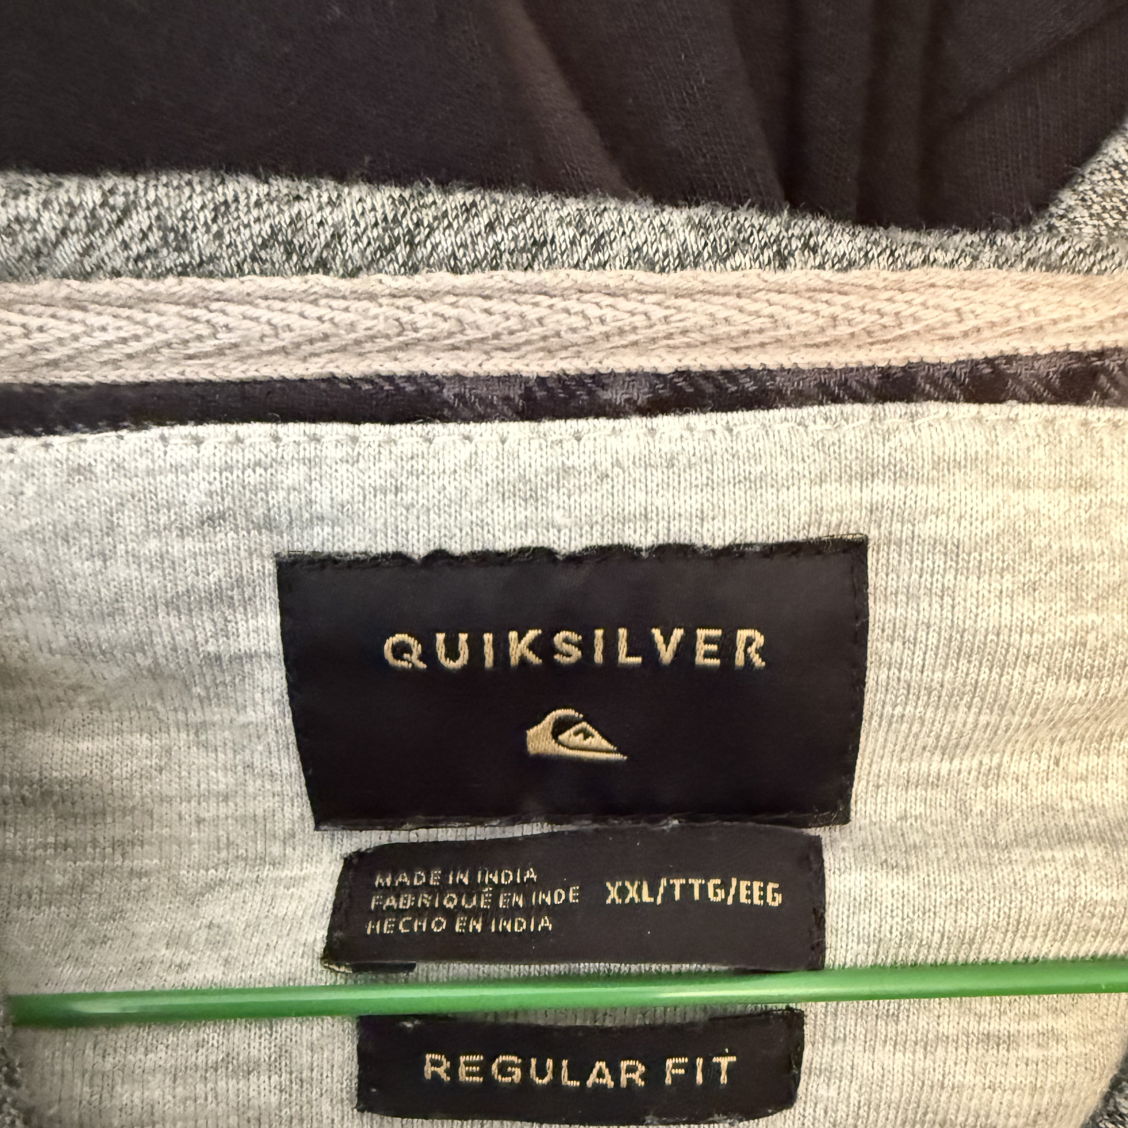 QUIKSILVER
MADE IN INDIA
FABRIQUÉ EN INDE
HECHO EN INDIA
XXL/TTG/EEG
REGULAR FIT